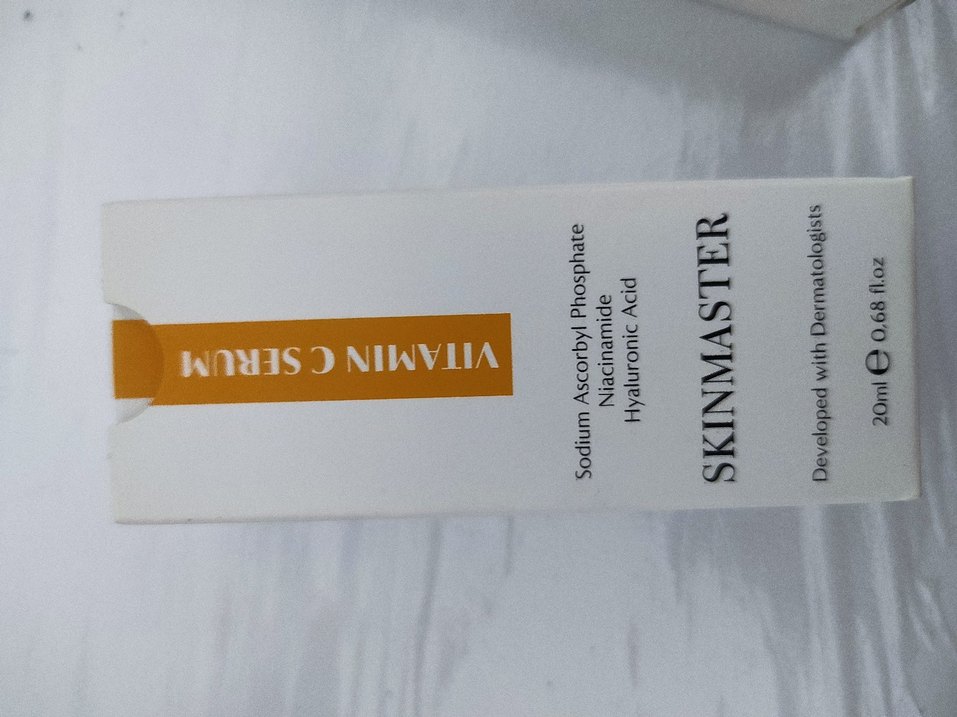 VITAMIN C SERUM
Sodium Ascorbyl Phosphate
Niacinamide
Hyaluronic Acid
SKINMASTER
Developed with Dermatologists
20ml ℮ 0.68 fl.oz